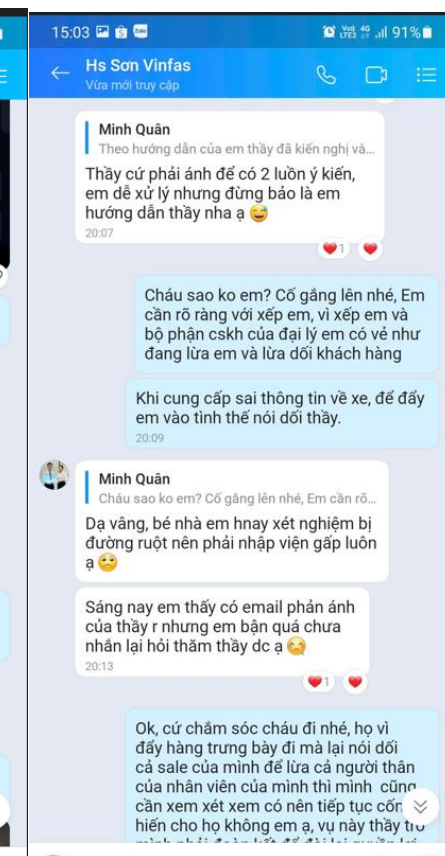 15:03
Zalo
Vo)) 4G
LTE2
91%
Hs Sơn Vinfas
Vừa mới truy cập
Minh Quân
Theo hướng dẫn của em thầy đã kiến nghị và...
Thầy cứ phải ánh để có 2 luồn ý kiến,
em dễ xử lý nhưng đừng bảo là em
hướng dẫn thầy nha ạ 😅
20:07
1
Cháu sao ko em? Cố gắng lên nhé, Em
cần rõ ràng với xếp em, vì xếp em và
bộ phận cskh của đại lý em có vẻ như
đang lừa em và lừa dối khách hàng
Khi cung cấp sai thông tin về xe, để đẩy
em vào tình thế nói dối thầy.
20:09
Minh Quân
Cháu sao ko em? Cố gắng lên nhé, Em cần rõ...
Dạ vâng, bé nhà em hnay xét nghiệm bị
đường ruột nên phải nhập viện gấp luôn
ạ 😟
Sáng nay em thấy có email phản ánh
của thầy r nhưng em bận quá chưa
nhắn lại hỏi thăm thầy dc ạ 😭
20:13
1
Ok, cứ chăm sóc cháu đi nhé, họ vì
đẩy hàng trưng bày đi mà lại nói dối
cả sale của mình để lừa cả người thân
của nhân viên của mình thì mình cũng
cần xem xét xem có nên tiếp tục cống
hiến cho họ không em ạ, vụ này thầy trò